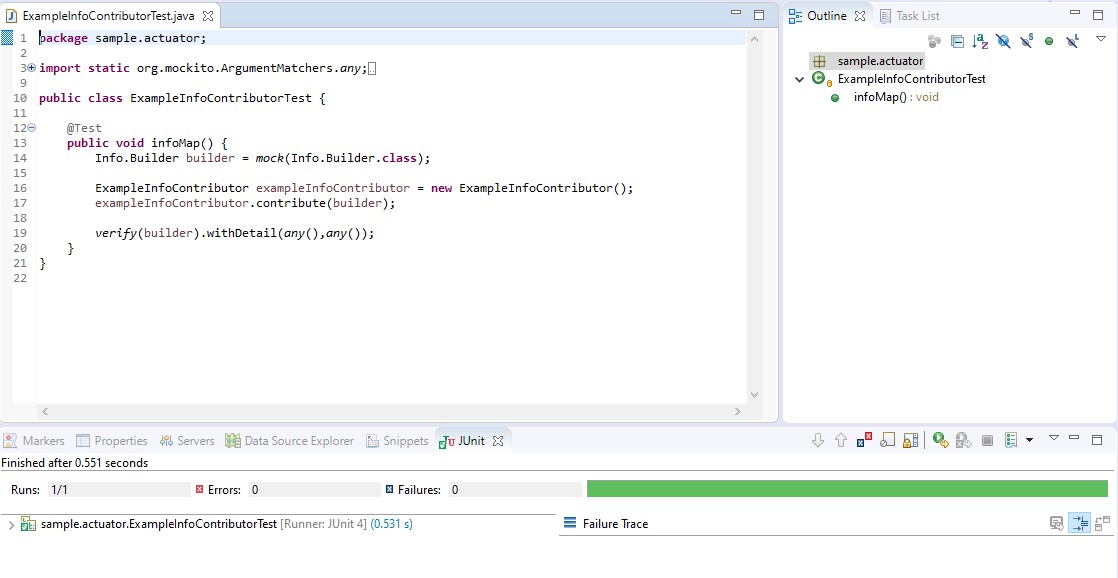 ExampleInfoContributorTest.java
1 package sample.actuator;
2
3 import static org.mockito.ArgumentMatchers.any;
9
10 public class ExampleInfoContributorTest {
11
12 @Test
13 public void infoMap() {
14 Info.Builder builder = mock(Info.Builder.class);
15
16 ExampleInfoContributor exampleInfoContributor = new ExampleInfoContributor();
17 exampleInfoContributor.contribute(builder);
18
19 verify(builder).withDetail(any(),any());
20 }
21 }
22
Outline Task List
sample.actuator
ExampleInfoContributorTest
infoMap() : void
Markers Properties Servers Data Source Explorer Snippets JUnit
Finished after 0.551 seconds
Runs: 1/1 Errors: 0 Failures: 0
sample.actuator.ExampleInfoContributorTest [Runner: JUnit 4] (0.531 s)
Failure Trace